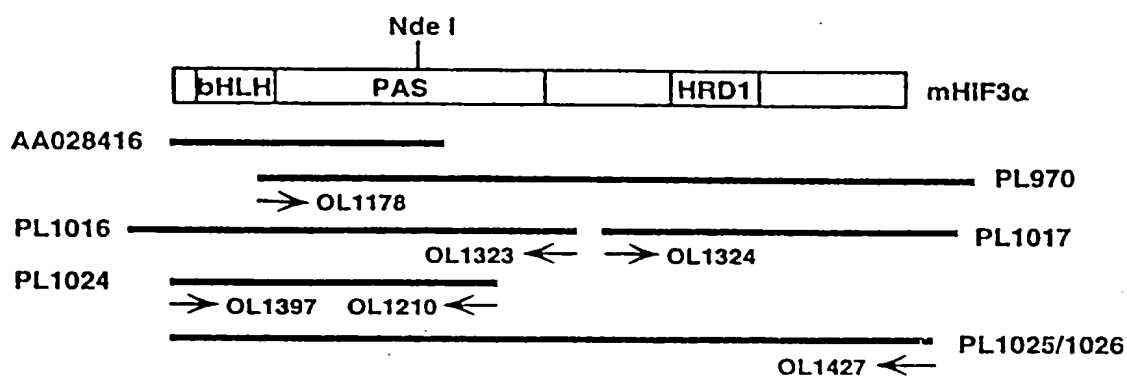 Nde I
bHLH PAS HRD1 mHIF3α
AA028416
PL970
OL1178
PL1016 PL1017
OL1323 OL1324
PL1024
OL1397 OL1210
PL1025/1026
OL1427